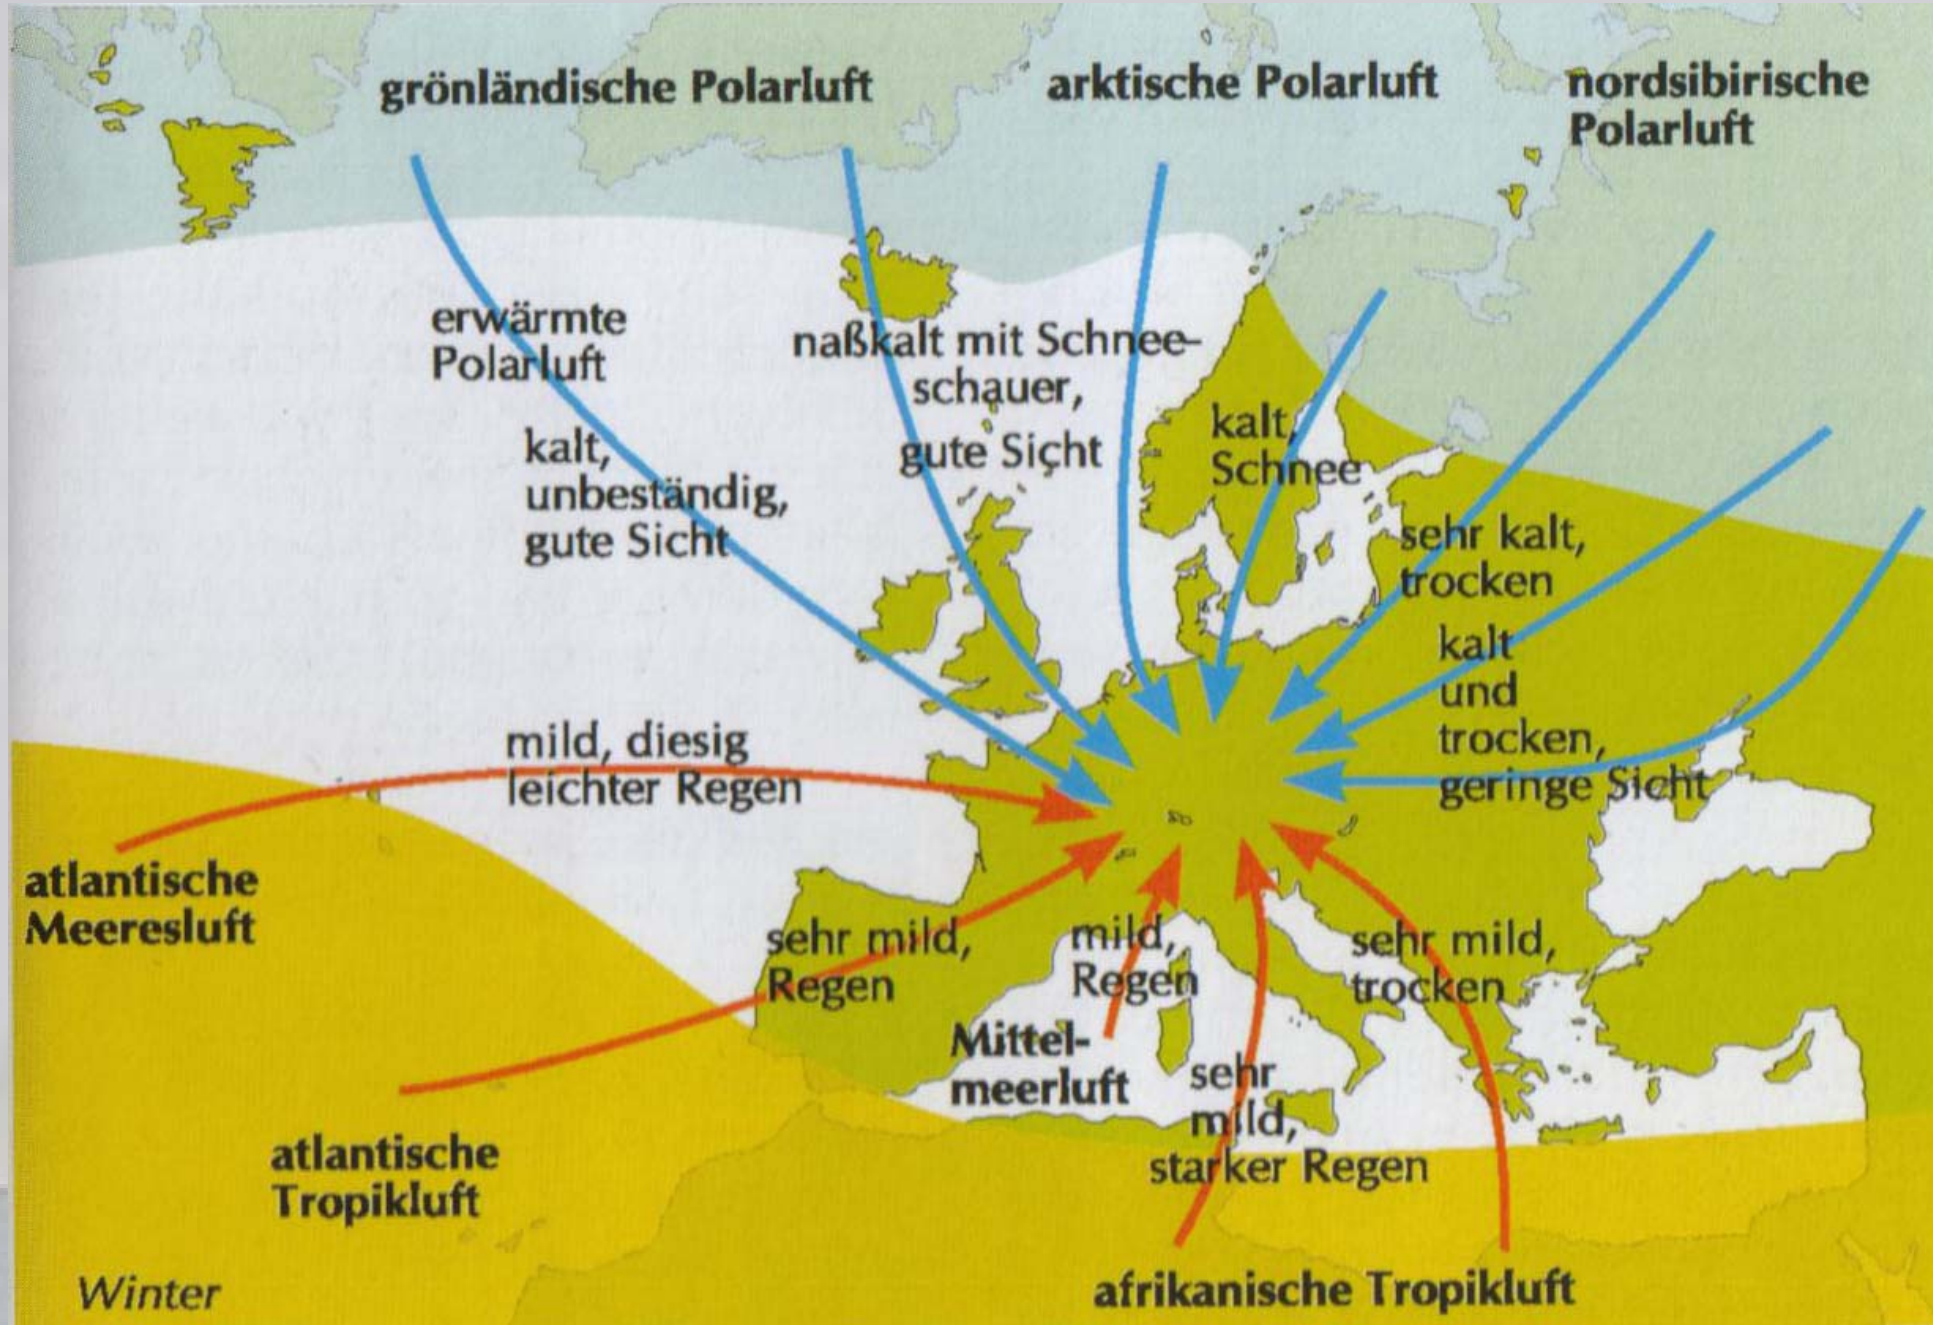 grönländische Polarluft
arktische Polarluft
nordsibirische
Polarluft
erwärmte
Polarluft
kalt,
unbeständig,
gute Sicht
naßkalt mit Schnee-
schauer,
gute Sicht
kalt,
Schnee
sehr kalt,
trocken
kalt
und
trocken,
geringe Sicht
mild, diesig
leichter Regen
atlantische
Meeresluft
sehr mild,
Regen
mild,
Regen
sehr mild,
trocken
Mittel-
meerluft
sehr
mild,
starker Regen
atlantische
Tropikluft
afrikanische Tropikluft
Winter